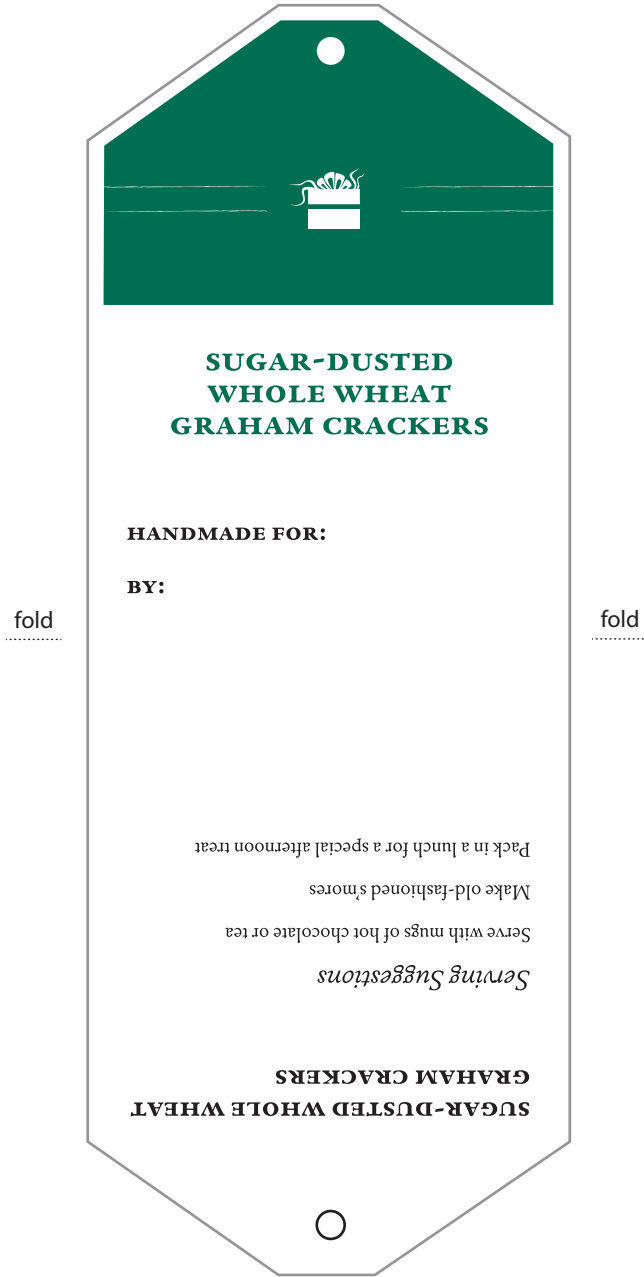 SUGAR-DUSTED
WHOLE WHEAT
GRAHAM CRACKERS
HANDMADE FOR:
BY:
fold
fold
SUGAR-DUSTED WHOLE WHEAT
GRAHAM CRACKERS
Serving Suggestions
Serve with mugs of hot chocolate or tea
Make old-fashioned s'mores
Pack in a lunch for a special afternoon treat